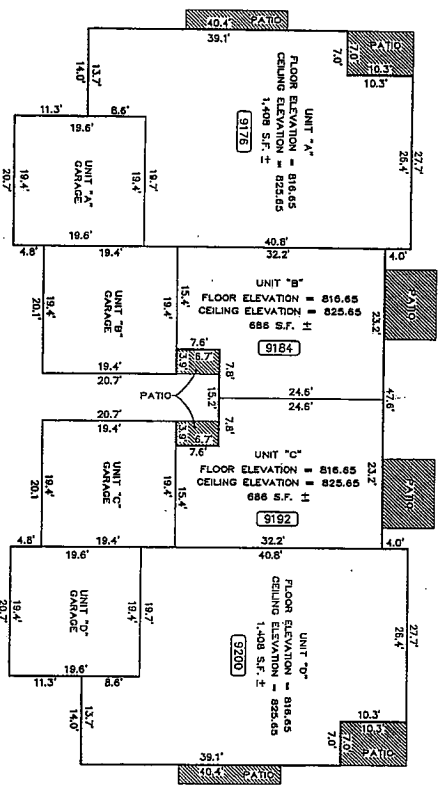 40.4'
PATIO
39.1'
7.0'
7.0'
PATIO
10.3'
10.3'
13.7'
14.0'
UNIT "A"
FLOOR ELEVATION = 816.65
CEILING ELEVATION = 825.65
1,408 S.F. ±
9176
27.7'
26.4'
11.3'
8.6'
19.6'
20.7'
19.4'
UNIT "A"
GARAGE
19.4'
19.7'
19.6'
40.8'
4.8'
19.4'
32.2'
4.0'
20.1'
19.4'
UNIT "B"
GARAGE
19.4'
15.4'
UNIT "B"
FLOOR ELEVATION = 816.65
CEILING ELEVATION = 825.65
686 S.F. ±
9184
23.2'
PATIO
7.6'
3.9'
6.7'
7.8'
19.4'
20.7'
PATIO
15.2'
24.6'
24.6'
47.6'
20.7'
19.4'
3.9'
6.7'
7.8'
7.6'
20.1
19.4'
UNIT "C"
GARAGE
19.4'
15.4'
UNIT "C"
FLOOR ELEVATION = 816.65
CEILING ELEVATION = 825.65
686 S.F. ±
9192
23.2'
PATIO
4.8'
19.4'
32.2'
4.0'
19.6'
40.8'
20.7'
19.4'
UNIT "D"
GARAGE
19.4'
19.7'
UNIT "D"
FLOOR ELEVATION = 816.65
CEILING ELEVATION = 825.65
1,408 S.F. ±
9200
27.7'
26.4'
19.6'
11.3'
8.6'
14.0'
13.7'
10.3'
10.3'
7.0'
7.0'
PATIO
39.1'
40.4'
PATIO